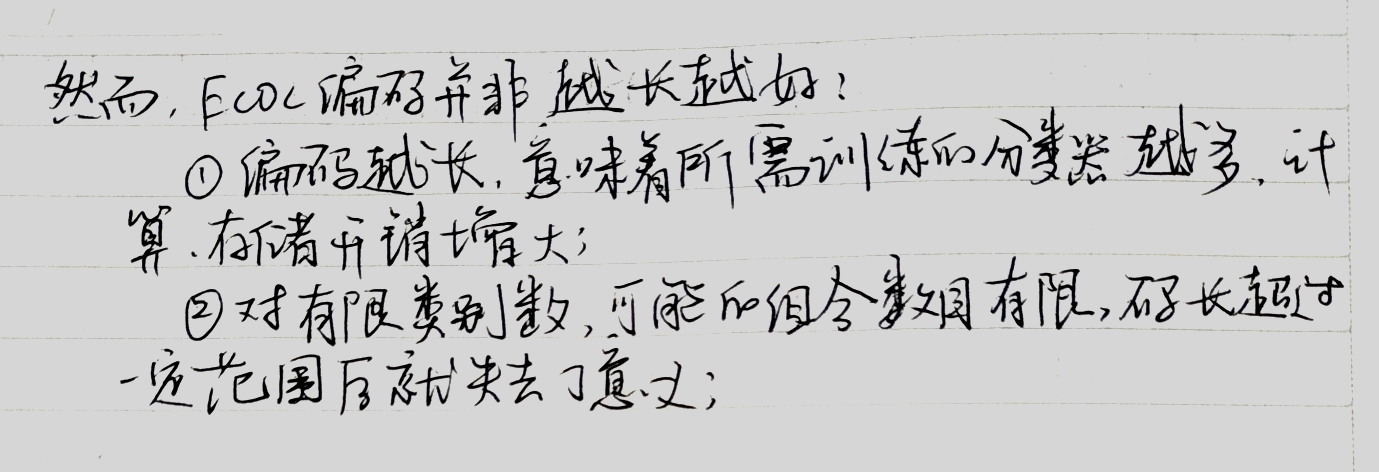 然而，ECOC编码并非越长越好：
①编码越长，意味着所需训练的分类器越多，计
算、存储开销增大；
②对有限类别数，可能的组合数目有限，码长超过
一定范围后就失去了意义；